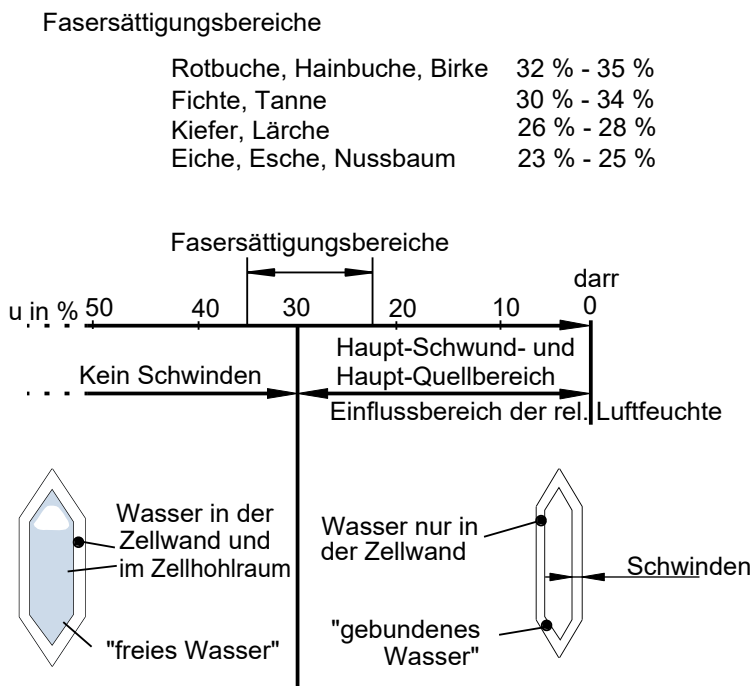 Fasersättigungsbereiche
Rotbuche, Hainbuche, Birke 32 % - 35 %
Fichte, Tanne 30 % - 34 %
Kiefer, Lärche 26 % - 28 %
Eiche, Esche, Nussbaum 23 % - 25 %
Fasersättigungsbereiche
darr
u in % 50 40 30 20 10 0
Haupt-Schwund- und
Kein Schwinden Haupt-Quellbereich
Einflussbereich der rel. Luftfeuchte
Wasser in der
Zellwand und
im Zellhohlraum
"freies Wasser"
Wasser nur in
der Zellwand
Schwinden
"gebundenes
Wasser"